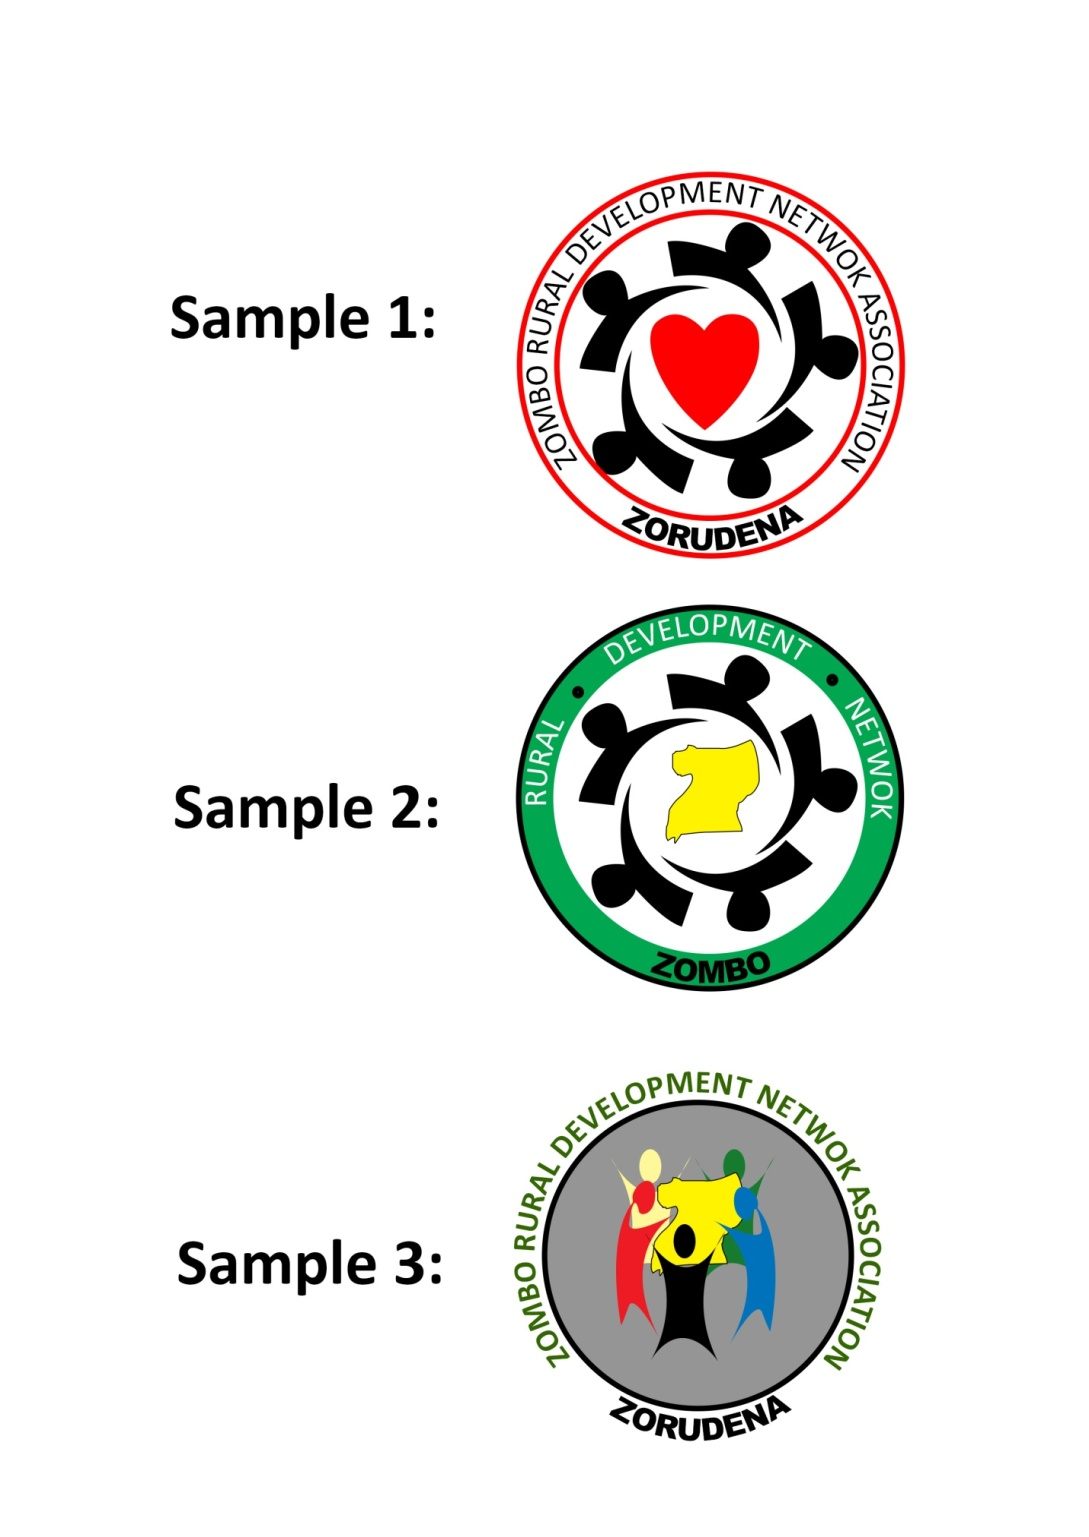 Sample 1:
ZOMBO RURAL DEVELOPMENT NETWOK ASSOCIATION
ZORUDENA
Sample 2:
RURAL • DEVELOPMENT • NETWOK
ZOMBO
Sample 3:
ZOMBO RURAL DEVELOPMENT NETWOK ASSOCIATION
ZORUDENA